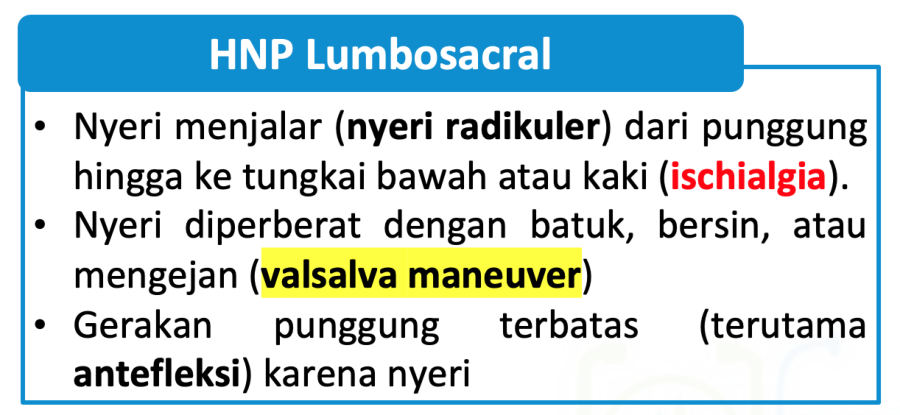 HNP Lumbosacral
• Nyeri menjalar (nyeri radikuler) dari punggung
hingga ke tungkai bawah atau kaki (ischialgia).
• Nyeri diperberat dengan batuk, bersin, atau
mengejan (valsalva maneuver)
• Gerakan punggung terbatas (terutama
antefleksi) karena nyeri